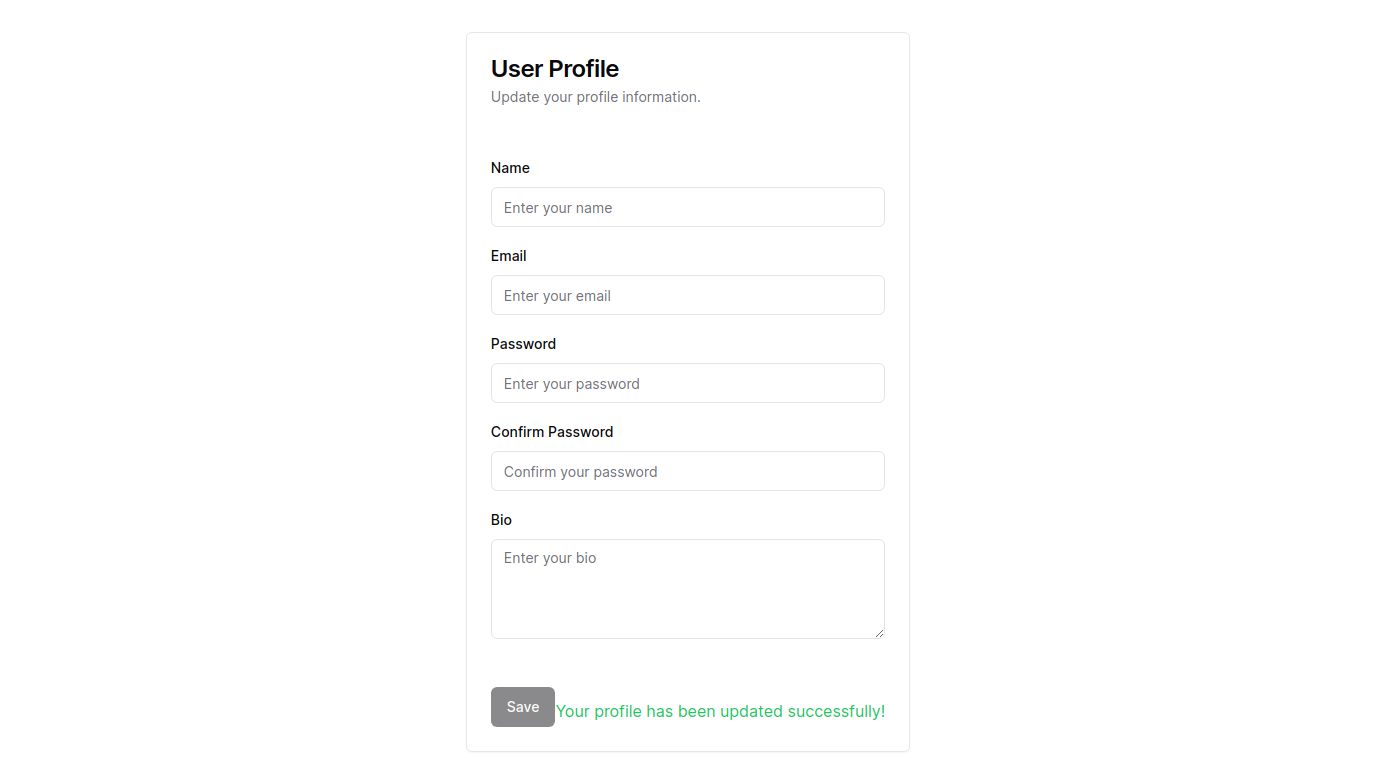 User Profile
Update your profile information.
Name
Enter your name
Email
Enter your email
Password
Enter your password
Confirm Password
Confirm your password
Bio
Enter your bio
Save
Your profile has been updated successfully!